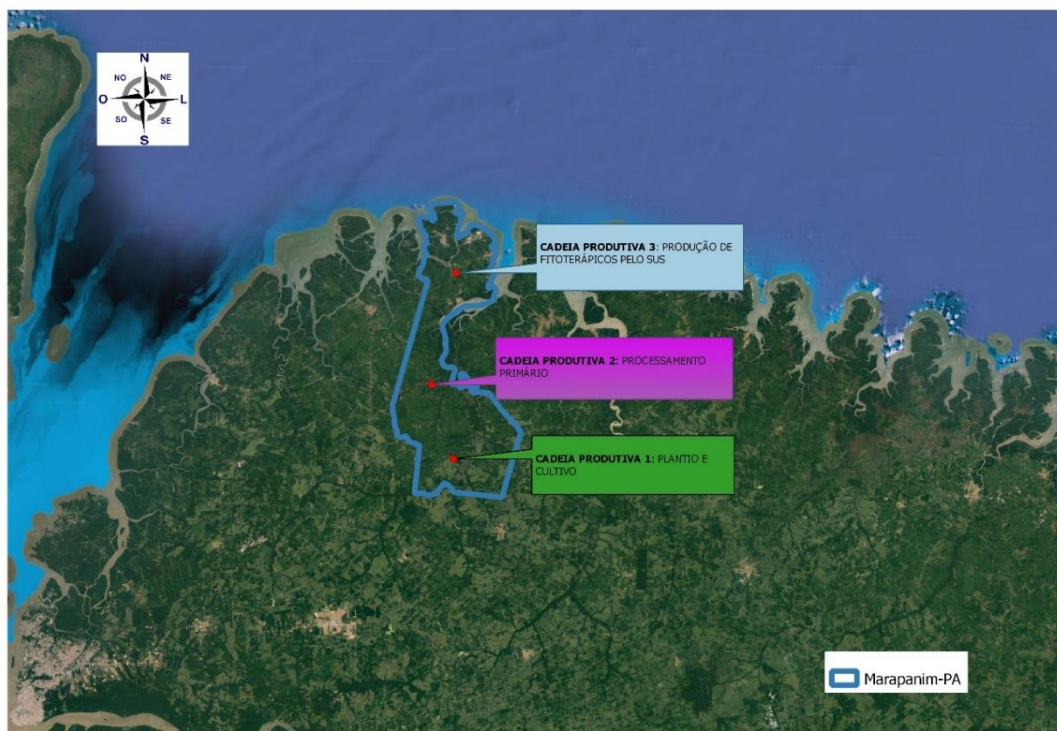 N
NO NE
O L
SO SE
S
CADEIA PRODUTIVA 3: PRODUÇÃO DE
FITOTERÁPICOS PELO SUS
CADEIA PRODUTIVA 2: PROCESSAMENTO
PRIMÁRIO
CADEIA PRODUTIVA 1: PLANTIO E
CULTIVO
Marapanim-PA